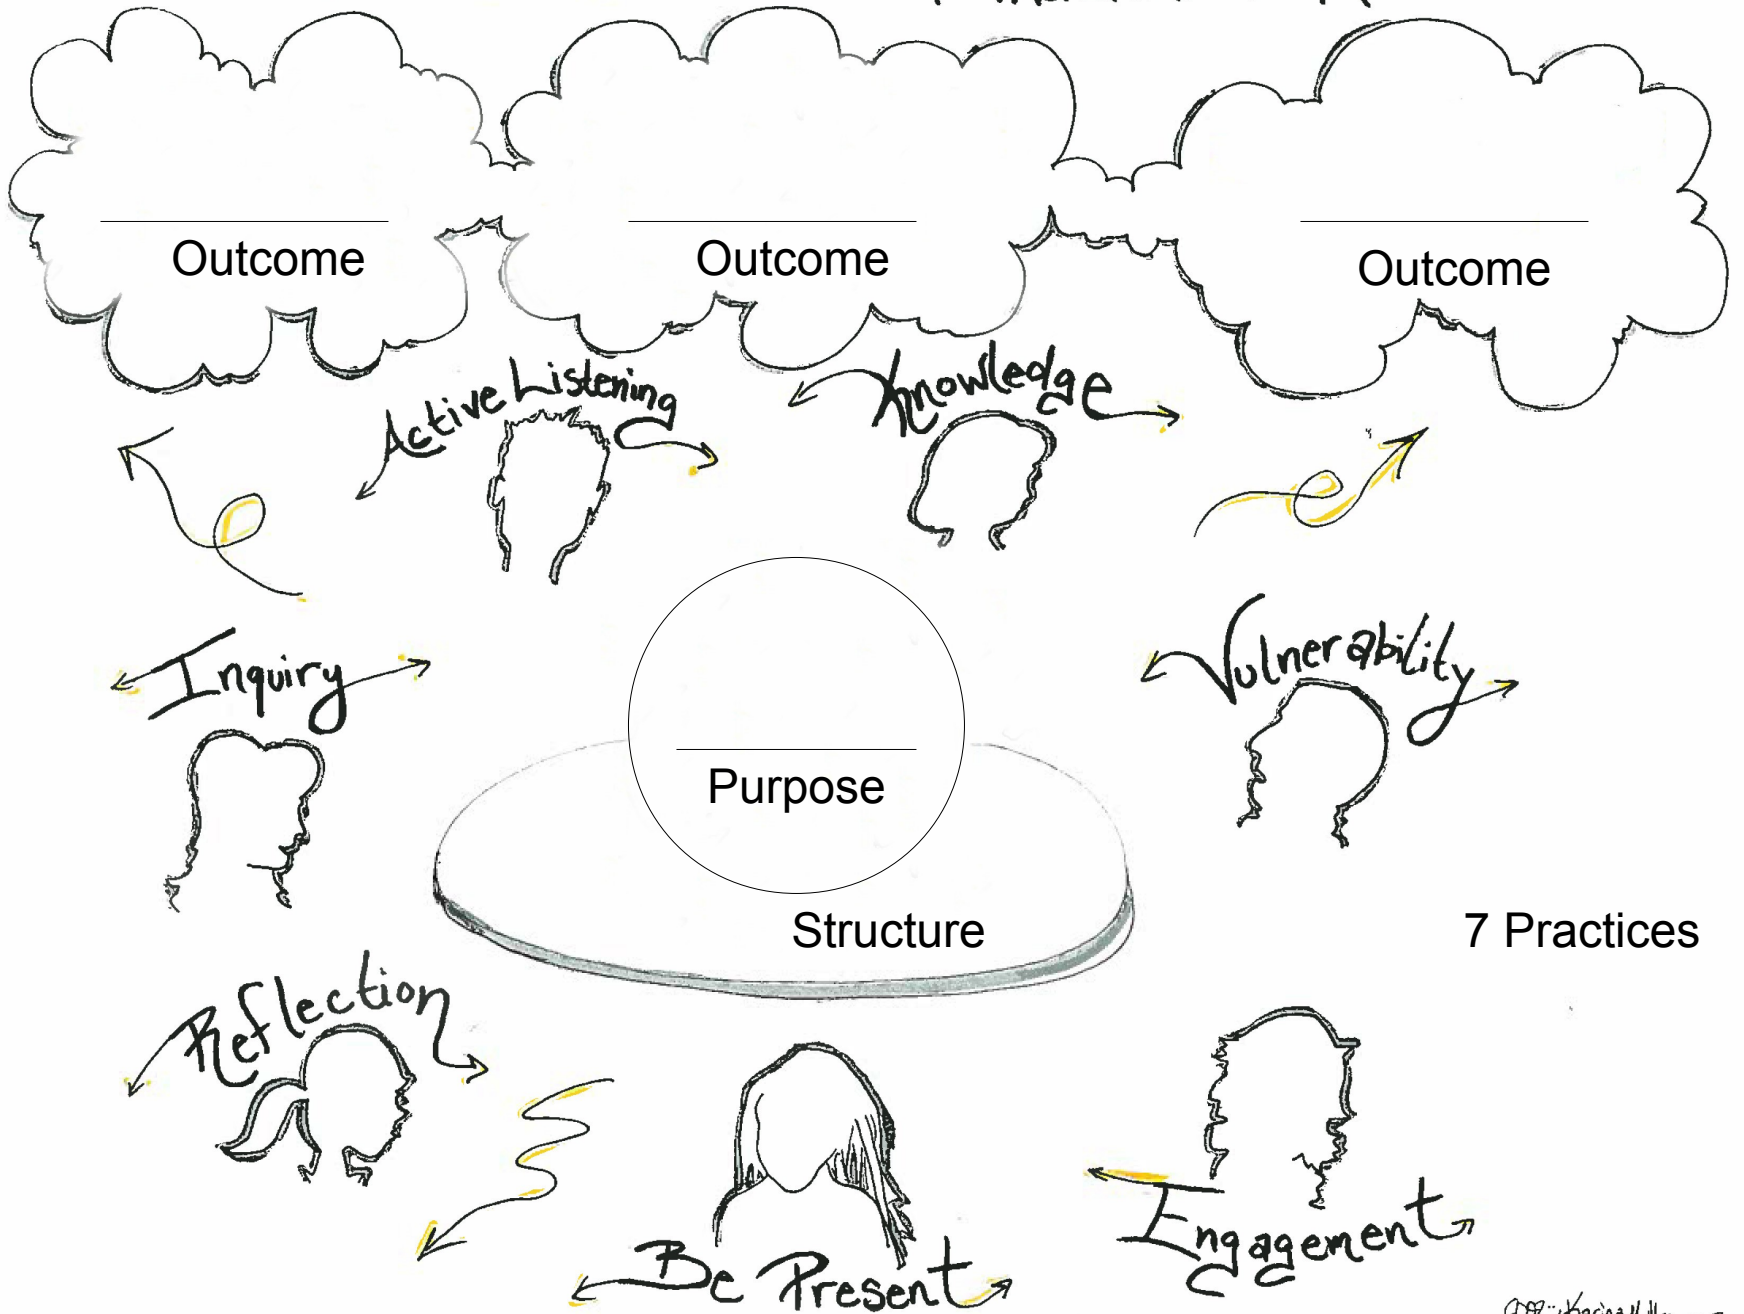 Outcome
Outcome
Outcome
Active Listening
Knowledge
Inquiry
Vulnerability
Purpose
Structure
7 Practices
Reflection
Be Present
Engagement